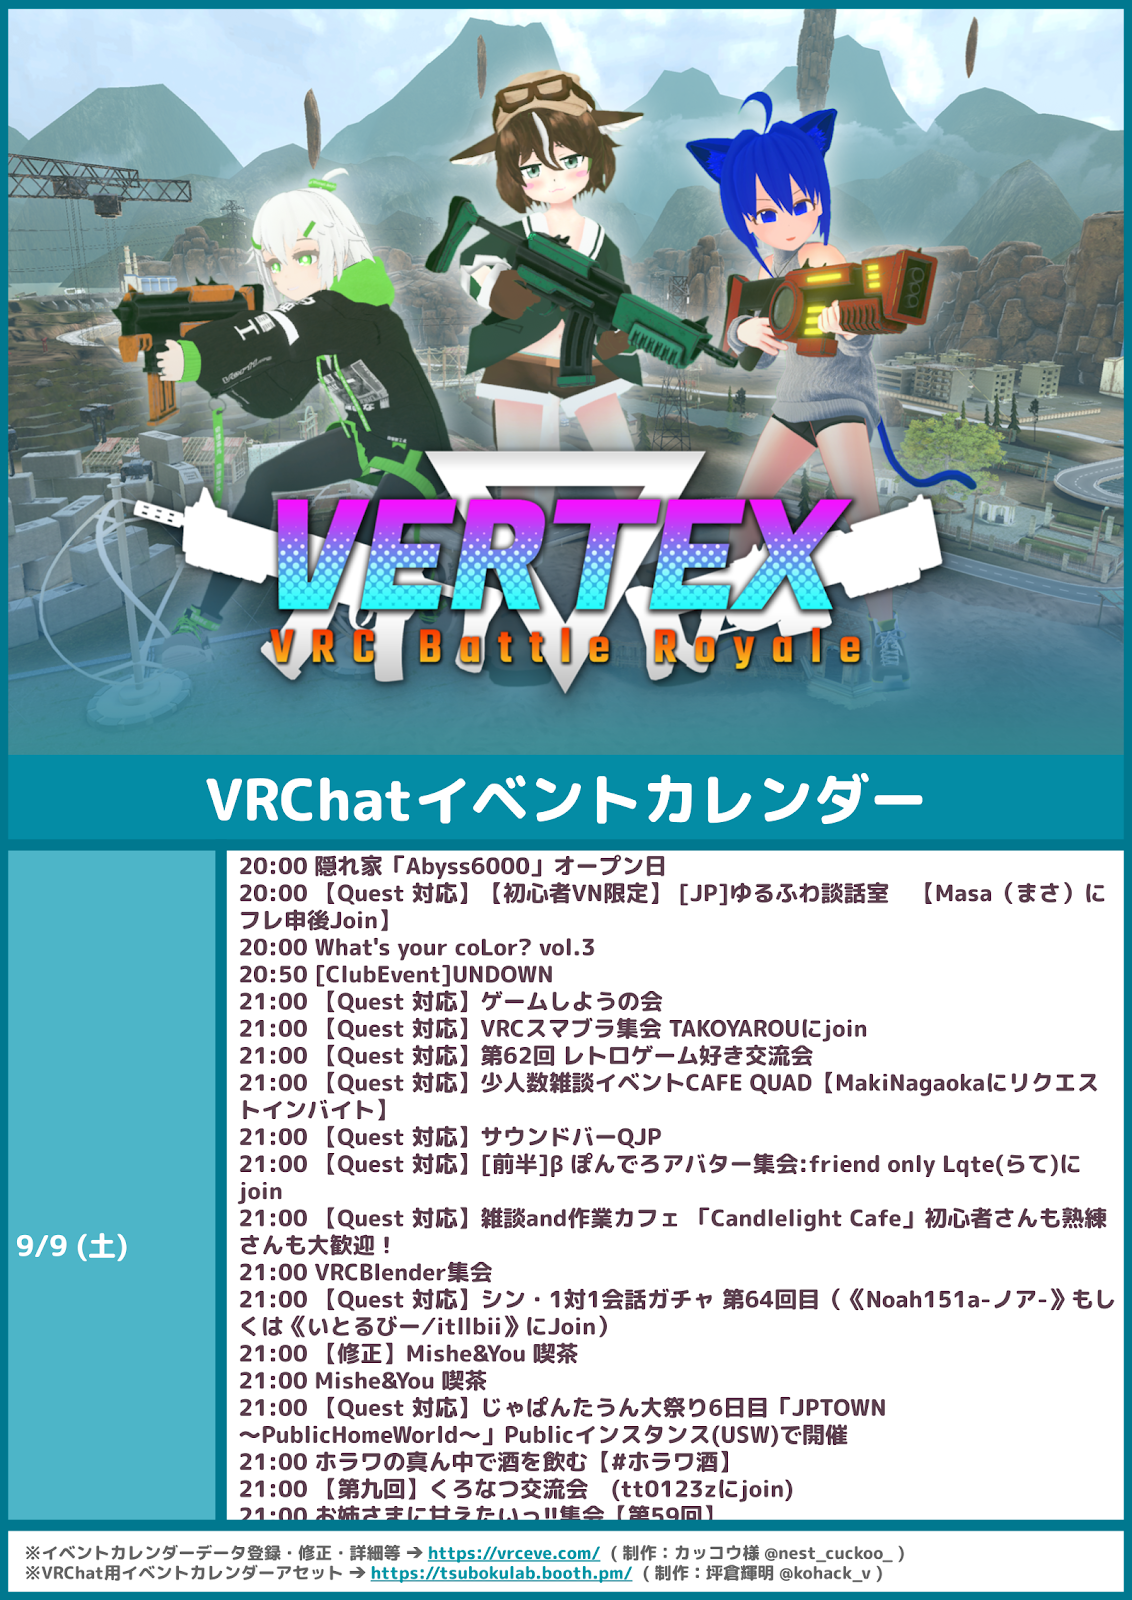 VERTEX
VRC Battle Royale
VRChatイベントカレンダー
9/9 (土)
20:00 隠れ家「Abyss6000」オープン日
20:00 【Quest 対応】【初心者VN限定】 [JP]ゆるふわ談話室　【Masa（まさ）に
フレ申後Join】
20:00 What's your coLor? vol.3
20:50 [ClubEvent]UNDOWN
21:00 【Quest 対応】ゲームしようの会
21:00 【Quest 対応】VRCスマブラ集会 TAKOYAROUにjoin
21:00 【Quest 対応】第62回 レトロゲーム好き交流会
21:00 【Quest 対応】少人数雑談イベントCAFE QUAD【MakiNagaokaにリクエス
トインバイト】
21:00 【Quest 対応】サウンドバーQJP
21:00 【Quest 対応】[前半]β ぽんでろアバター集会:friend only Lqte(らて)に
join
21:00 【Quest 対応】雑談and作業カフェ 「Candlelight Cafe」初心者さんも熟練
さんも大歓迎！
21:00 VRCBlender集会
21:00 【Quest 対応】シン・1対1会話ガチャ 第64回目（《Noah151a-ノア-》もし
くは《いとるびー/itllbii》にJoin）
21:00 【修正】Mishe&You 喫茶
21:00 Mishe&You 喫茶
21:00 【Quest 対応】じゃぱんたうん大祭り6日目「JPTOWN
～PublicHomeWorld～」Publicインスタンス(USW)で開催
21:00 ホラワの真ん中で酒を飲む【#ホラワ酒】
21:00 【第九回】くろなつ交流会　(tt0123zにjoin)
21:00 お姉さまに甘えたいっ!!集会【第59回】
※イベントカレンダーデータ登録・修正・詳細等 ➔ https://vrceve.com/ ( 制作：カッコウ様 @nest_cuckoo_ )
※VRChat用イベントカレンダーアセット ➔ https://tsubokulab.booth.pm/ ( 制作：坪倉輝明 @kohack_v )